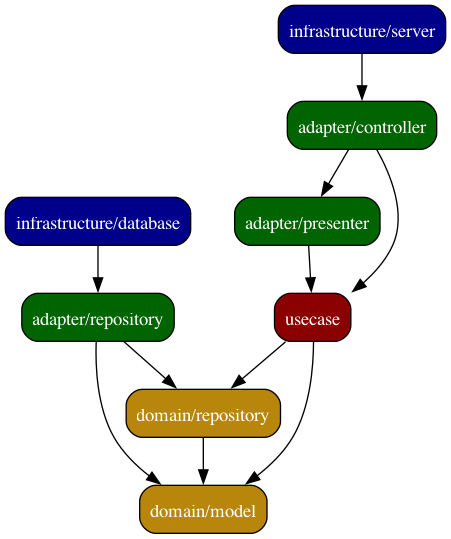 infrastructure/server
adapter/controller
infrastructure/database
adapter/presenter
adapter/repository
usecase
domain/repository
domain/model